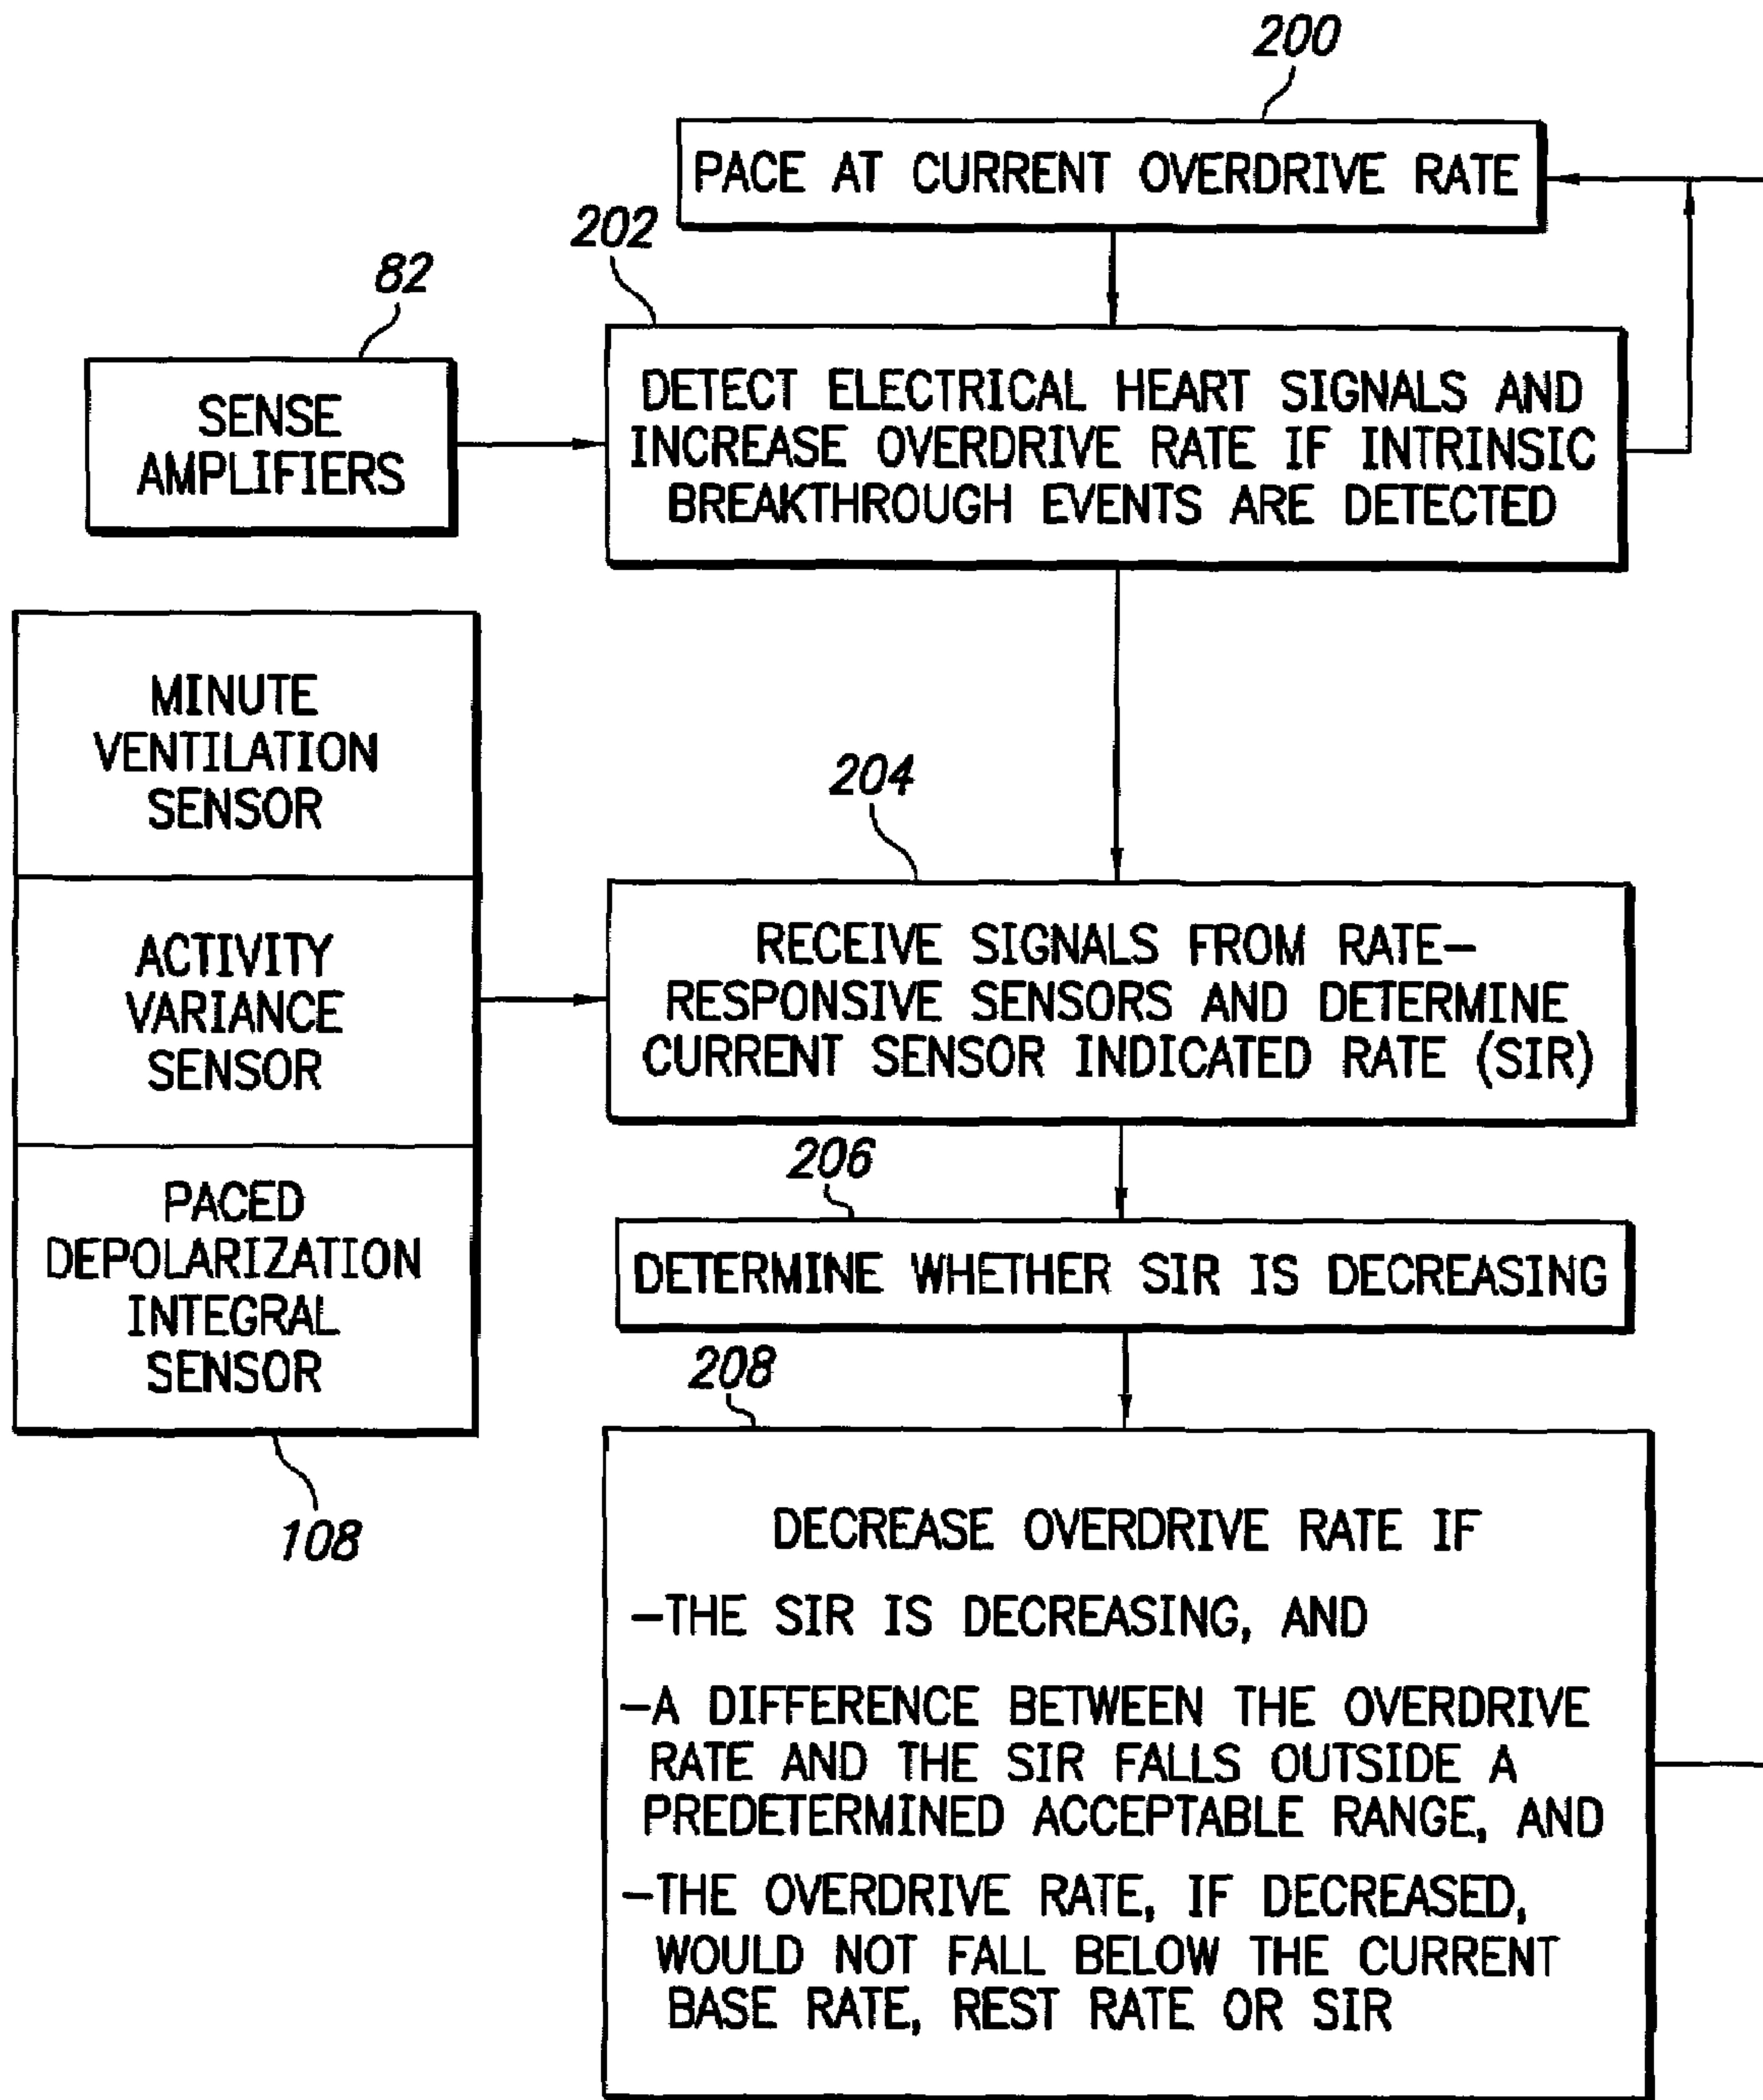 200
PACE AT CURRENT OVERDRIVE RATE
202
82
SENSE
AMPLIFIERS
DETECT ELECTRICAL HEART SIGNALS AND
INCREASE OVERDRIVE RATE IF INTRINSIC
BREAKTHROUGH EVENTS ARE DETECTED
MINUTE
VENTILATION
SENSOR
ACTIVITY
VARIANCE
SENSOR
PACED
DEPOLARIZATION
INTEGRAL
SENSOR
108
204
RECEIVE SIGNALS FROM RATE–
RESPONSIVE SENSORS AND DETERMINE
CURRENT SENSOR INDICATED RATE (SIR)
206
DETERMINE WHETHER SIR IS DECREASING
208
DECREASE OVERDRIVE RATE IF
–THE SIR IS DECREASING, AND
–A DIFFERENCE BETWEEN THE OVERDRIVE
RATE AND THE SIR FALLS OUTSIDE A
PREDETERMINED ACCEPTABLE RANGE, AND
–THE OVERDRIVE RATE, IF DECREASED,
WOULD NOT FALL BELOW THE CURRENT
BASE RATE, REST RATE OR SIR